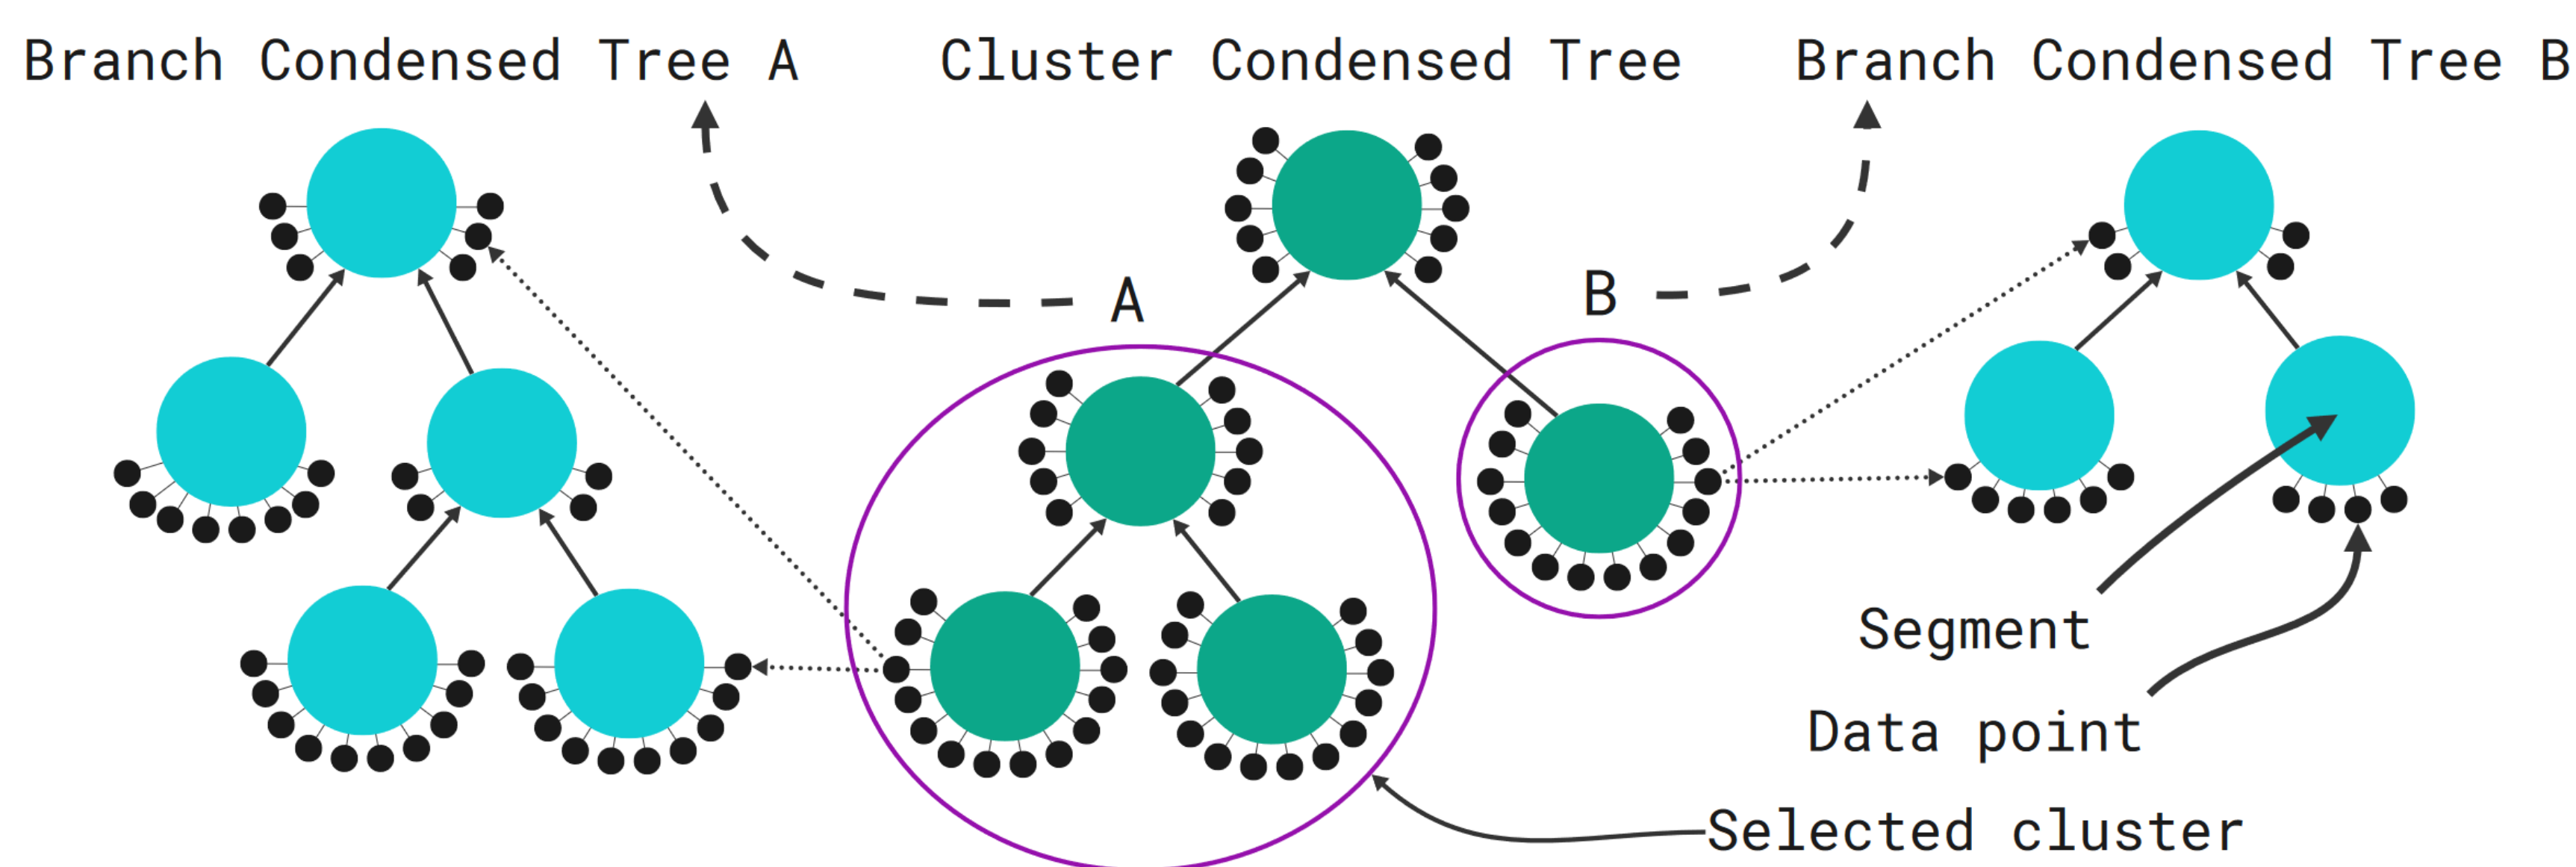 Branch Condensed Tree A
Cluster Condensed Tree
Branch Condensed Tree B
A
B
Segment
Data point
Selected cluster